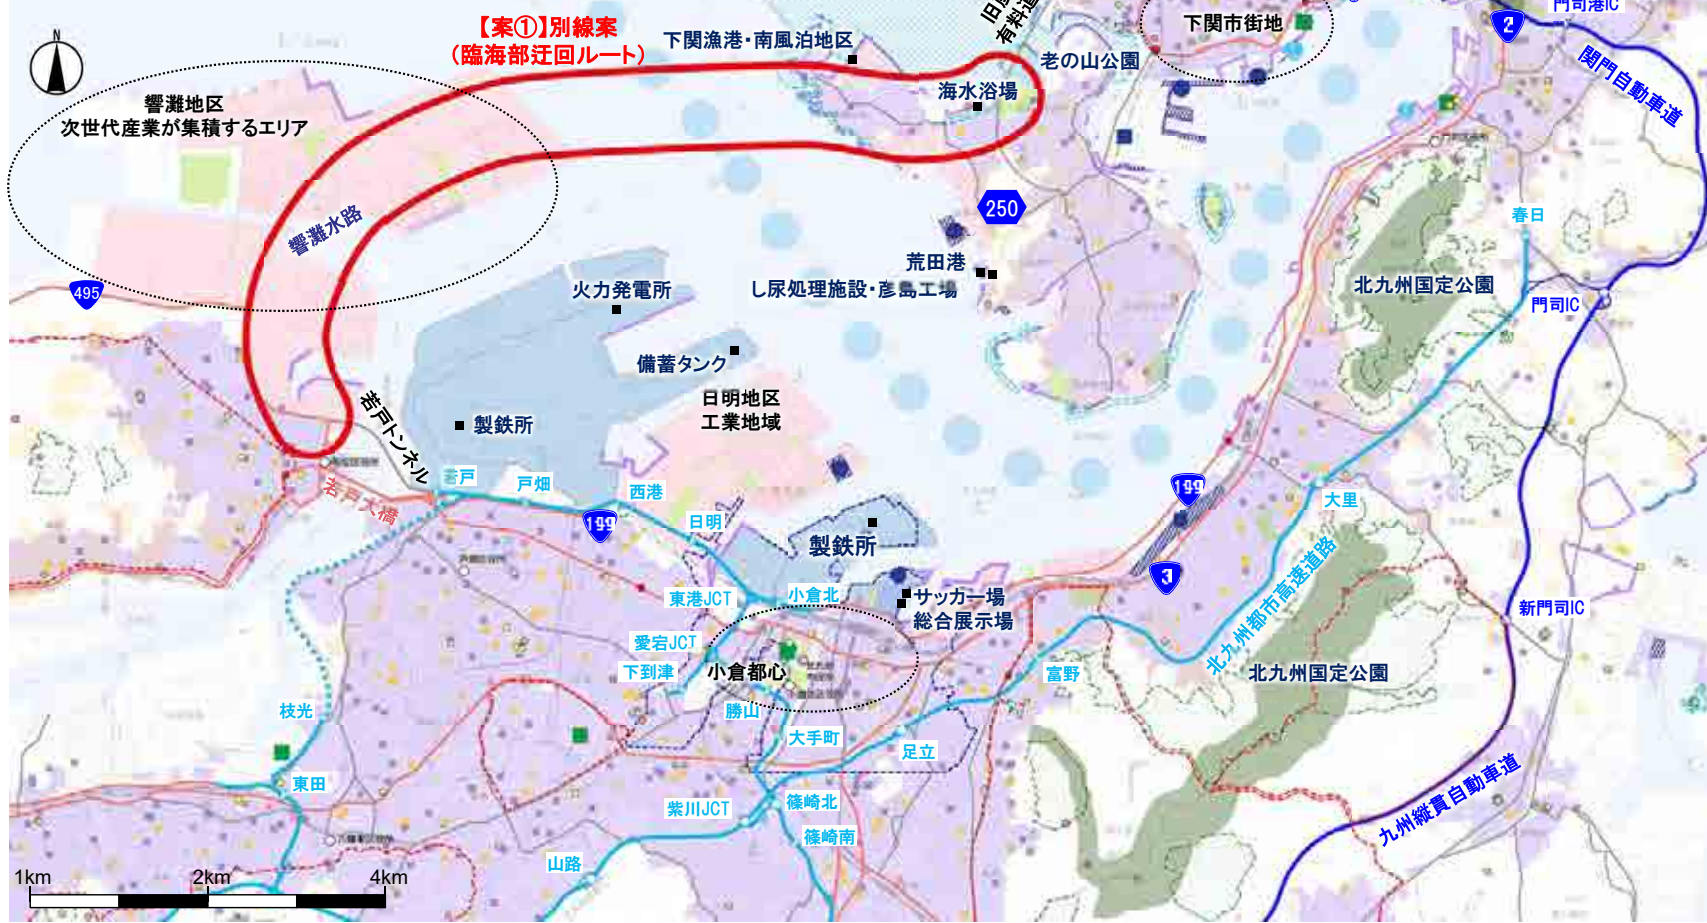 門司港IC
旧
有料道
下関市街地
2
【案①】別線案
(臨海部迂回ルート)
下関漁港・南風泊地区
老の山公園
関門自動車道
N
海水浴場
響灘地区
次世代産業が集積するエリア
250
春日
響灘水路
荒田港
火力発電所
し尿処理施設・彦島工場
北九州国定公園
門司IC
495
備蓄タンク
日明地区
工業地域
若戸トンネル
製鉄所
若戸
戸畑
西港
199
大里
若戸大橋
199
日明
製鉄所
3
北九州都市高速道路
東港JCT
小倉北
サッカー場
総合展示場
新門司IC
愛宕JCT
下到津
小倉都心
富野
北九州国定公園
枝光
勝山
大手町
足立
東田
紫川JCT
篠崎北
篠崎南
九州縦貫自動車道
山路
1km
2km
4km